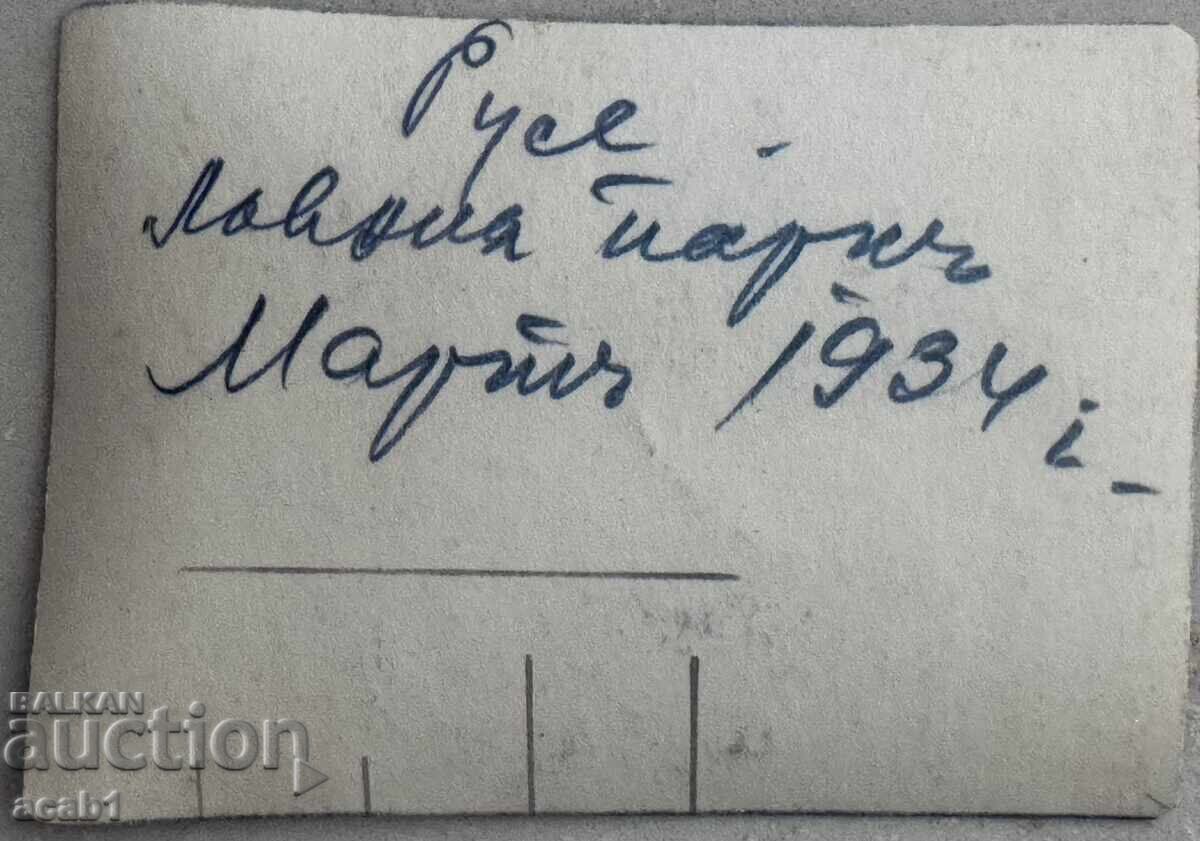 Русе.
Ловния паркъ
Мартъ 1934 г.
BALKAN
auction
acab1